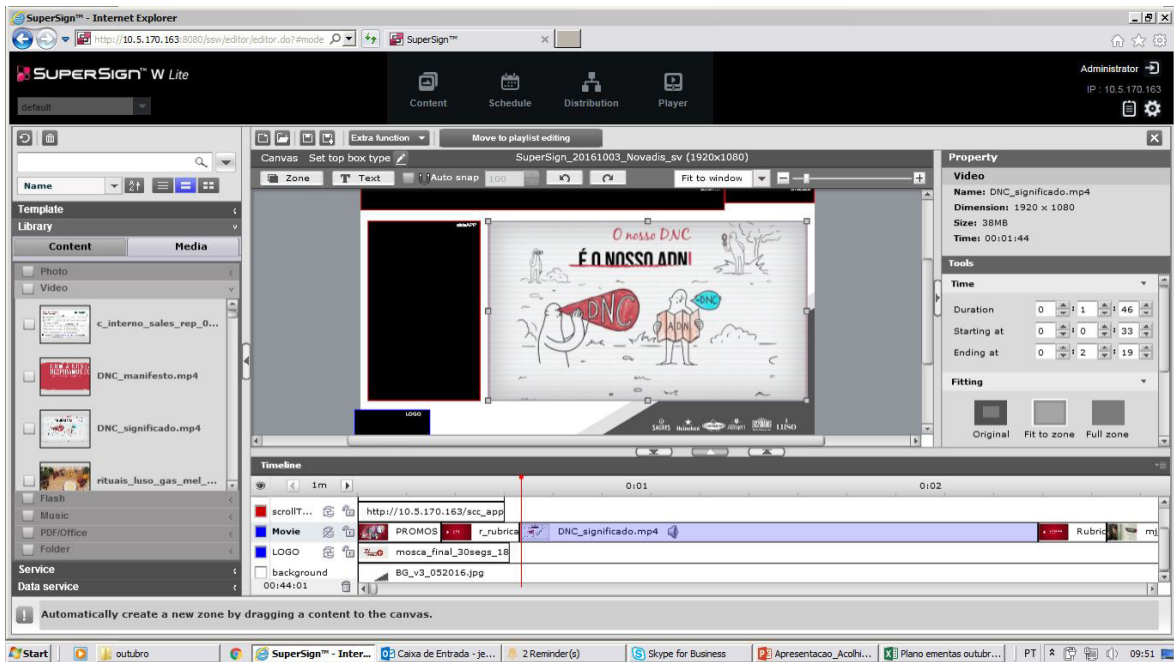 SuperSign™ - Internet Explorer
http://10.5.170.163:8080/ssw/editor/editor.do?#mode
SuperSign™
SUPERSIGN™ W Lite
default
Content
Schedule
Distribution
Player
Administrator
IP : 10.5.170.163
Extra function
Move to playlist editing
Canvas Set top box type
SuperSign_20161003_Novadis_sv (1920x1080)
Zone
Text
Auto snap
100
Fit to window
Name
Template
Library
Content
Media
Photo
Video
c_interno_sales_rep_0...
DNC_manifesto.mp4
DNC_significado.mp4
rituais_luso_gas_mel_...
Flash
Music
PDF/Office
Folder
Service
Data service
O nosso DNC
É O NOSSO ADN!
DNC
DNC
ADN
LOGO
SAGRES
Heineken
LUSO
Property
Video
Name: DNC_significado.mp4
Dimension: 1920 x 1080
Size: 38MB
Time: 00:01:44
Tools
Time
Duration 0 : 1 : 46
Starting at 0 : 0 : 33
Ending at 0 : 2 : 19
Fitting
Original
Fit to zone
Full zone
Timeline
1m
0:01
0:02
scrollT...
http://10.5.170.163/scc_app
Movie
PROMOS
r_rubrica
DNC_significado.mp4
Rubric
mj
LOGO
mosca_final_30segs_18
background
BG_v3_052016.jpg
00:44:01
Automatically create a new zone by dragging a content to the canvas.
Start
outubro
SuperSign™ - Inter...
Caixa de Entrada - je...
2 Reminder(s)
Skype for Business
Apresentacao_Acolhi...
Plano ementas outubr...
PT
09:51